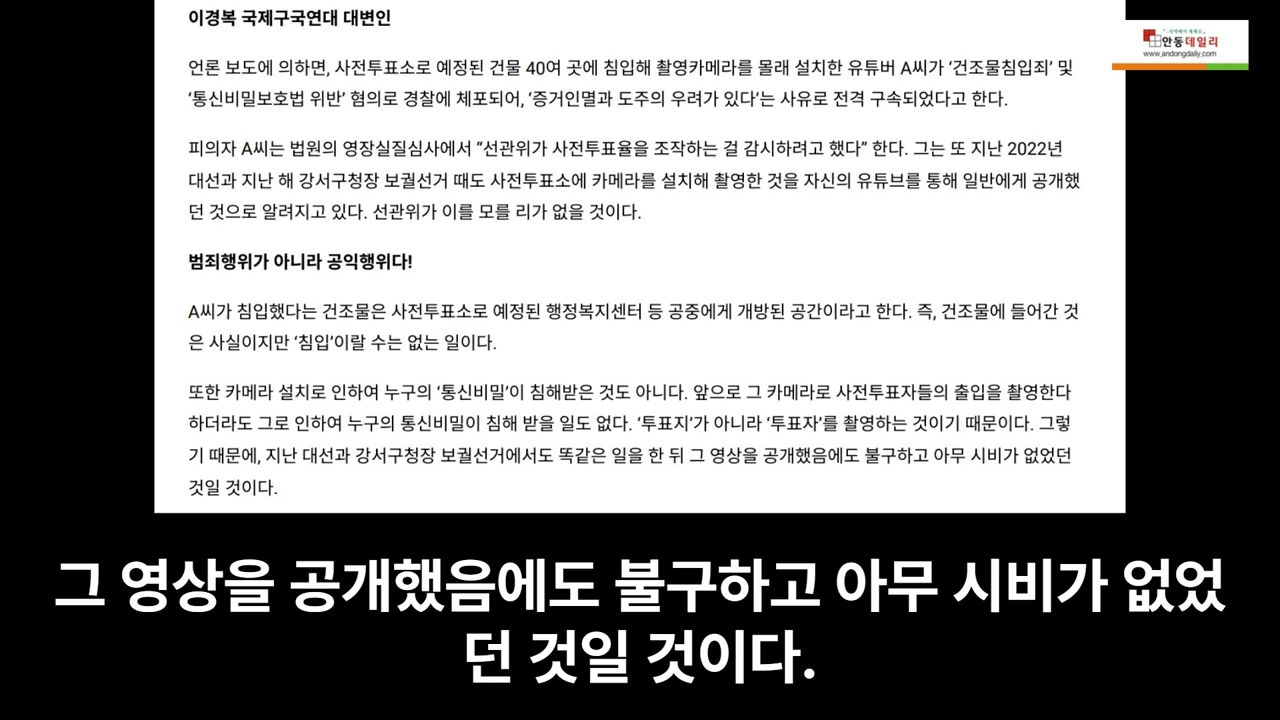 이경복 국제구국연대 대변인
안동데일리
www.andongdaily.com
언론 보도에 의하면, 사전투표소로 예정된 건물 40여 곳에 침입해 촬영카메라를 몰래 설치한 유튜버 A씨가 ‘건조물침입죄’ 및
‘통신비밀보호법 위반’ 혐의로 경찰에 체포되어, ‘증거인멸과 도주의 우려가 있다’는 사유로 전격 구속되었다고 한다.
피의자 A씨는 법원의 영장실질심사에서 “선관위가 사전투표율을 조작하는 걸 감시하려고 했다” 한다. 그는 또 지난 2022년
대선과 지난 해 강서구청장 보궐선거 때도 사전투표소에 카메라를 설치해 촬영한 것을 자신의 유튜브를 통해 일반에게 공개했
던 것으로 알려지고 있다. 선관위가 이를 모를 리가 없을 것이다.
범죄행위가 아니라 공익행위다!
A씨가 침입했다는 건조물은 사전투표소로 예정된 행정복지센터 등 공중에게 개방된 공간이라고 한다. 즉, 건조물에 들어간 것
은 사실이지만 ‘침입’이랄 수는 없는 일이다.
또한 카메라 설치로 인하여 누구의 ‘통신비밀’이 침해받은 것도 아니다. 앞으로 그 카메라로 사전투표자들의 출입을 촬영한다
하더라도 그로 인하여 누구의 통신비밀이 침해 받을 일도 없다. ‘투표지’가 아니라 ‘투표자’를 촬영하는 것이기 때문이다. 그렇
기 때문에, 지난 대선과 강서구청장 보궐선거에서도 똑같은 일을 한 뒤 그 영상을 공개했음에도 불구하고 아무 시비가 없었던
것일 것이다.
그 영상을 공개했음에도 불구하고 아무 시비가 없었
던 것일 것이다.